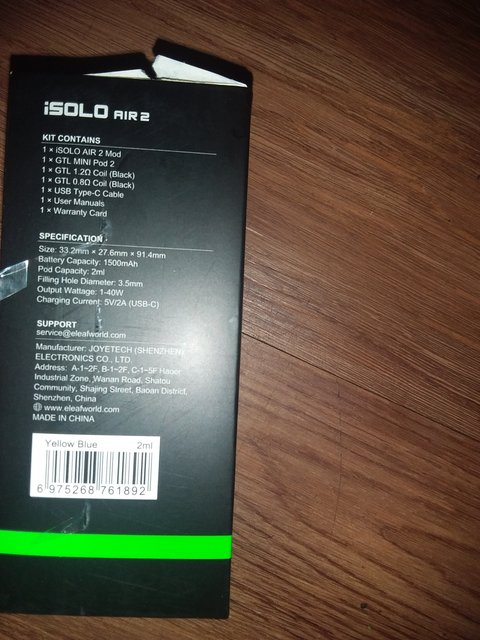 iSOLO AIR 2
KIT CONTAINS
1 × iSOLO AIR 2 Mod
1 × GTL MINI Pod 2
1 × GTL 1.2Ω Coil (Black)
1 × GTL 0.8Ω Coil (Black)
1 × USB Type-C Cable
1 × User Manuals
1 × Warranty Card
SPECIFICATION
Size: 33.2mm × 27.6mm × 91.4mm
Battery Capacity: 1500mAh
Pod Capacity: 2ml
Filling Hole Diameter: 3.5mm
Output Wattage: 1-40W
Charging Current: 5V/2A (USB-C)
SUPPORT
service@eleafworld.com
Manufacturer: JOYETECH (SHENZHEN)
ELECTRONICS CO., LTD.
Address: A-1~2F, B-1~2F, C-1~5F Haoer
Industrial Zone, Wanan Road, Shatou
Community, Shajing Street, Baoan District,
Shenzhen, China
www.eleafworld.com
MADE IN CHINA
Yellow Blue 2ml
6 975268 761892